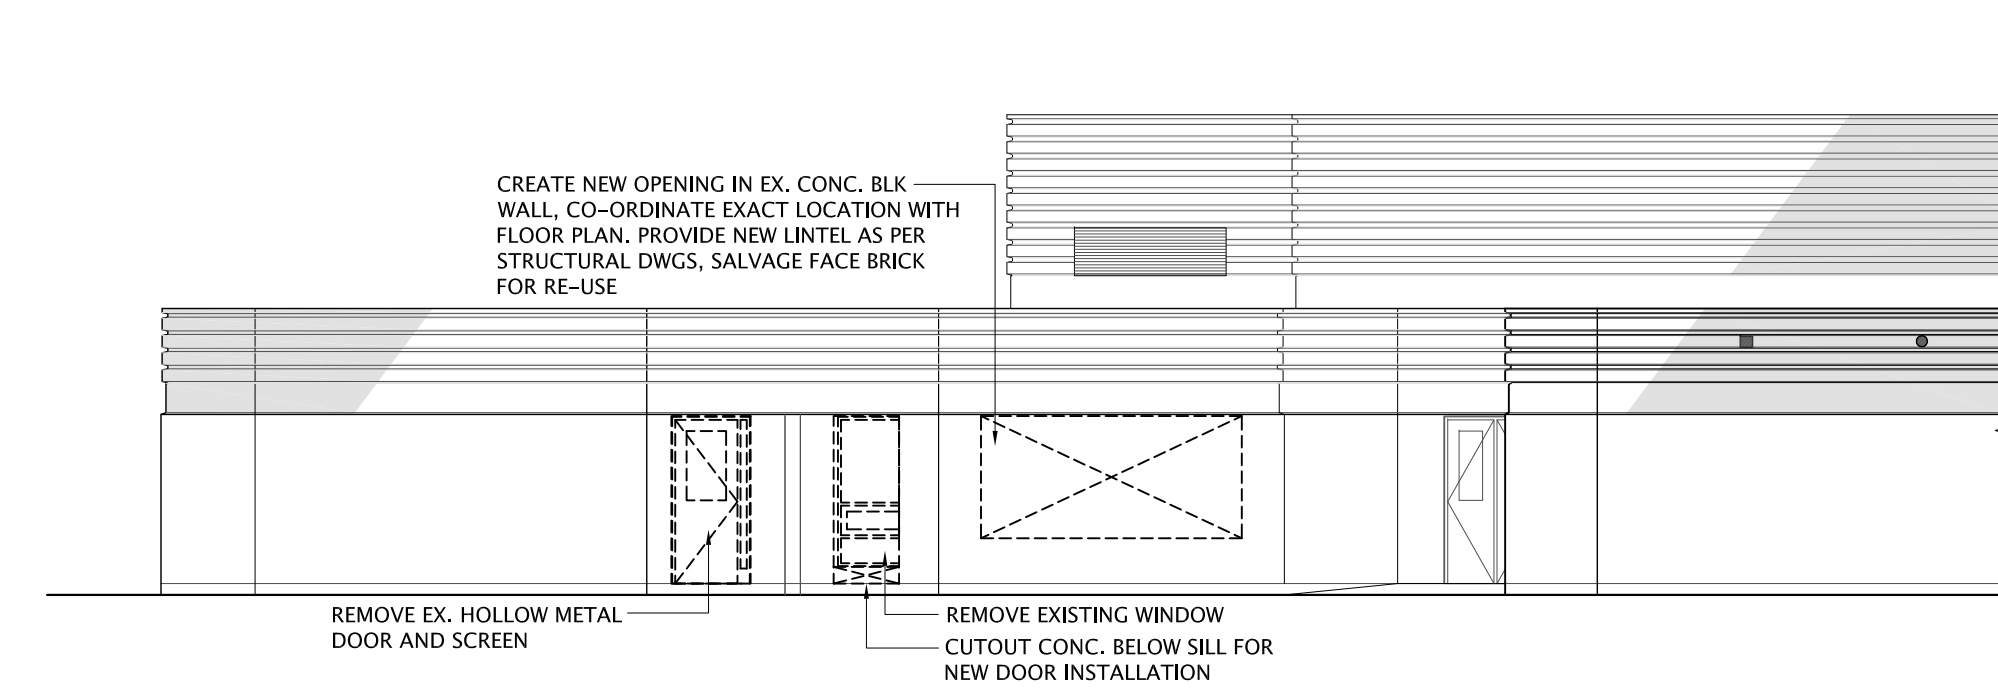 CREATE NEW OPENING IN EX. CONC. BLK
WALL, CO-ORDINATE EXACT LOCATION WITH
FLOOR PLAN. PROVIDE NEW LINTEL AS PER
STRUCTURAL DWGS, SALVAGE FACE BRICK
FOR RE-USE
REMOVE EX. HOLLOW METAL
DOOR AND SCREEN
REMOVE EXISTING WINDOW
CUTOUT CONC. BELOW SILL FOR
NEW DOOR INSTALLATION